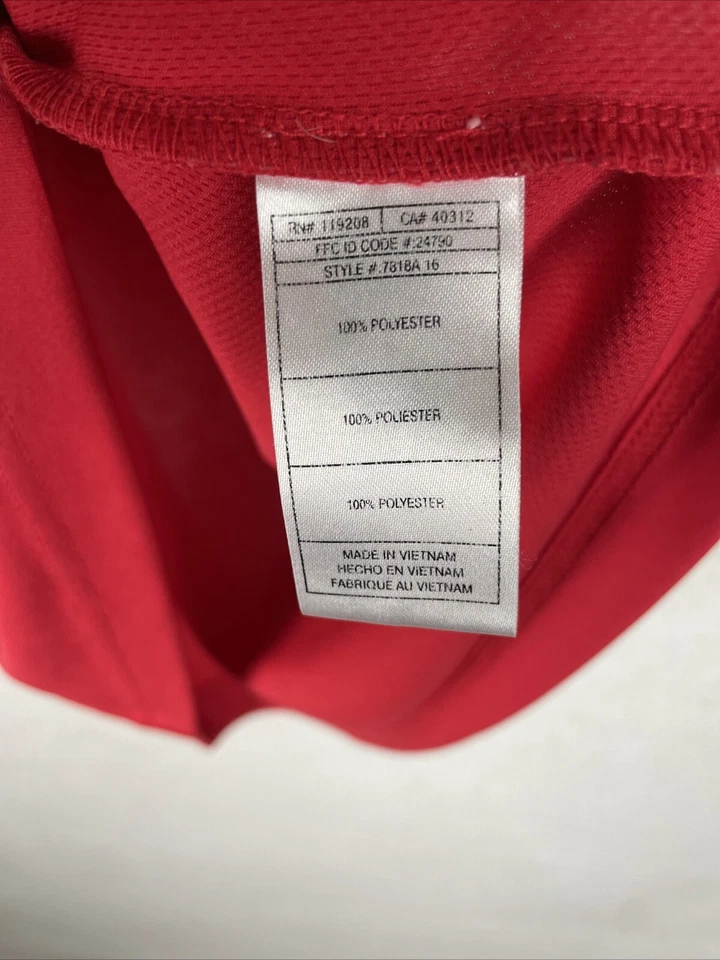 RN# 119208 CA# 40312
FFC ID CODE #:24790
STYLE #:7818A 16
100% POLYESTER
100% POLIESTER
100% POLYESTER
MADE IN VIETNAM
HECHO EN VIETNAM
FABRIQUE AU VIETNAM